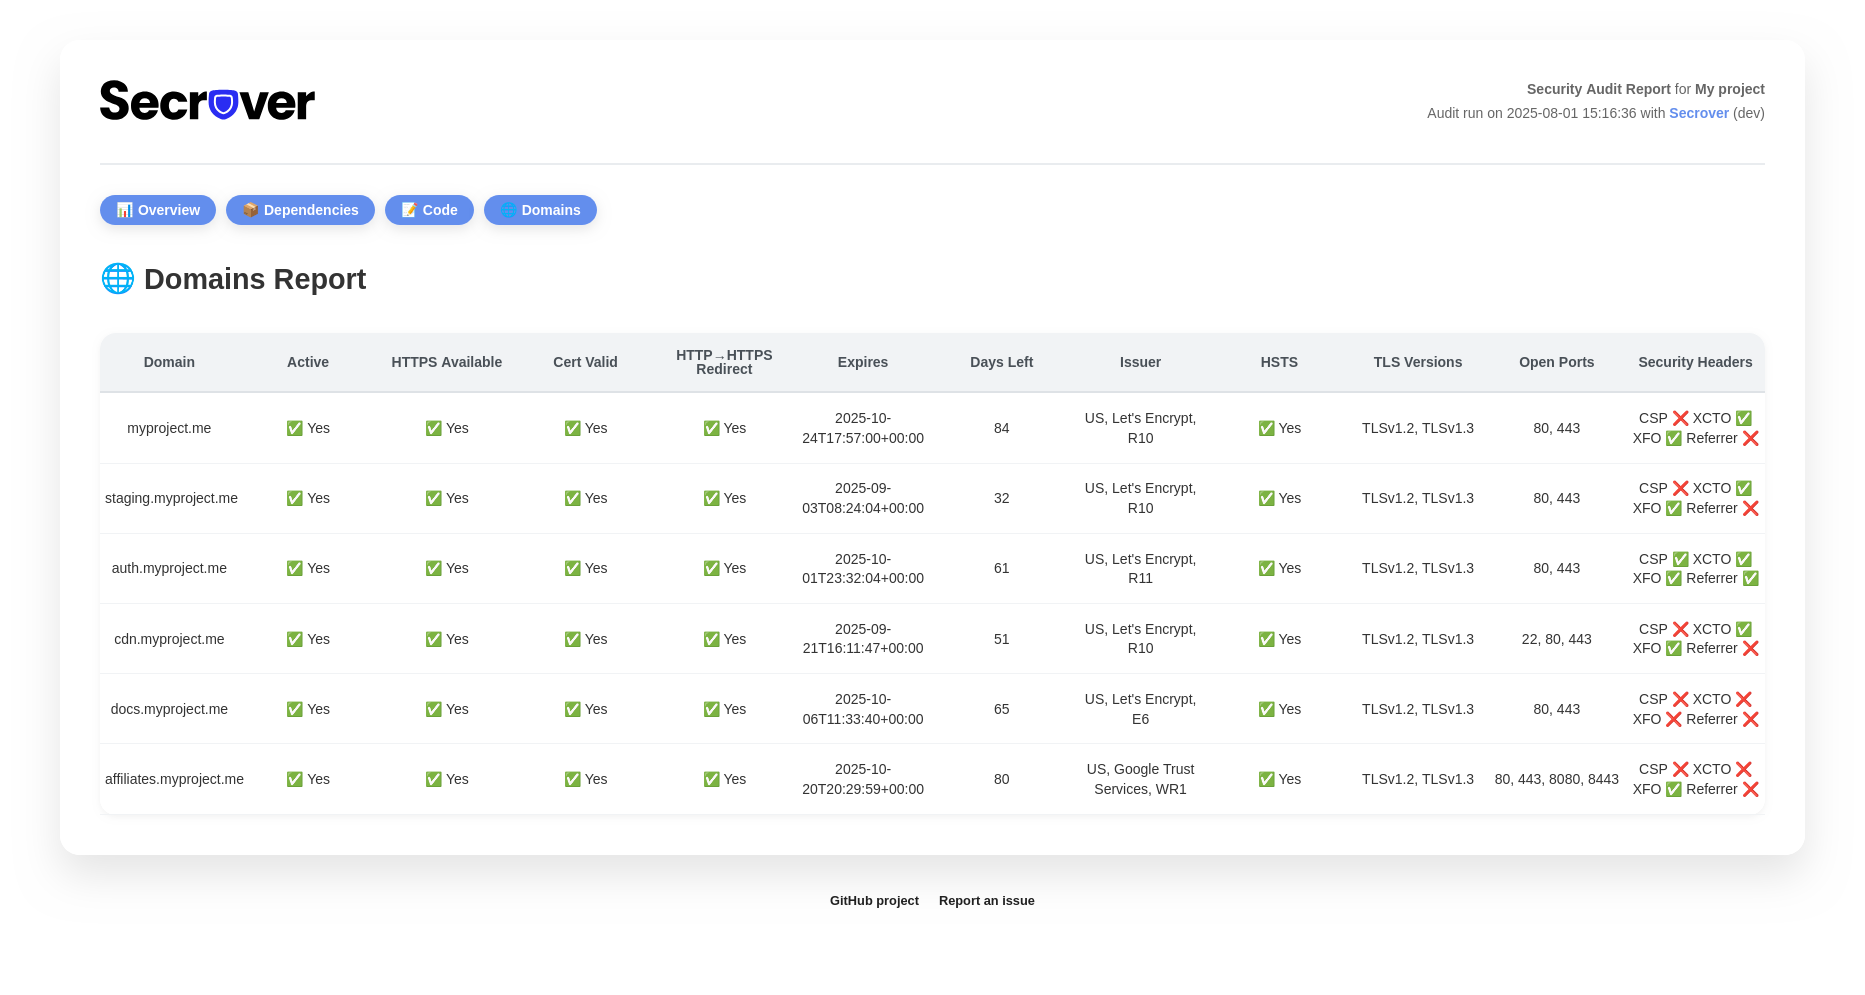 Secrover
Security Audit Report for My project
Audit run on 2025-08-01 15:16:36 with Secrover (dev)
📊 Overview 📦 Dependencies 📝 Code 🌐 Domains
🌐 Domains Report
Domain Active HTTPS Available Cert Valid HTTP→HTTPS Redirect Expires Days Left Issuer HSTS TLS Versions Open Ports Security Headers
myproject.me ✅ Yes ✅ Yes ✅ Yes ✅ Yes 2025-10-24T17:57:00+00:00 84 US, Let's Encrypt, R10 ✅ Yes TLSv1.2, TLSv1.3 80, 443 CSP ❌ XCTO ✅ XFO ✅ Referrer ❌
staging.myproject.me ✅ Yes ✅ Yes ✅ Yes ✅ Yes 2025-09-03T08:24:04+00:00 32 US, Let's Encrypt, R10 ✅ Yes TLSv1.2, TLSv1.3 80, 443 CSP ❌ XCTO ✅ XFO ✅ Referrer ❌
auth.myproject.me ✅ Yes ✅ Yes ✅ Yes ✅ Yes 2025-10-01T23:32:04+00:00 61 US, Let's Encrypt, R11 ✅ Yes TLSv1.2, TLSv1.3 80, 443 CSP ✅ XCTO ✅ XFO ✅ Referrer ✅
cdn.myproject.me ✅ Yes ✅ Yes ✅ Yes ✅ Yes 2025-09-21T16:11:47+00:00 51 US, Let's Encrypt, R10 ✅ Yes TLSv1.2, TLSv1.3 22, 80, 443 CSP ❌ XCTO ✅ XFO ✅ Referrer ❌
docs.myproject.me ✅ Yes ✅ Yes ✅ Yes ✅ Yes 2025-10-06T11:33:40+00:00 65 US, Let's Encrypt, E6 ✅ Yes TLSv1.2, TLSv1.3 80, 443 CSP ❌ XCTO ❌ XFO ❌ Referrer ❌
affiliates.myproject.me ✅ Yes ✅ Yes ✅ Yes ✅ Yes 2025-10-20T20:29:59+00:00 80 US, Google Trust Services, WR1 ✅ Yes TLSv1.2, TLSv1.3 80, 443, 8080, 8443 CSP ❌ XCTO ❌ XFO ✅ Referrer ❌
GitHub project Report an issue